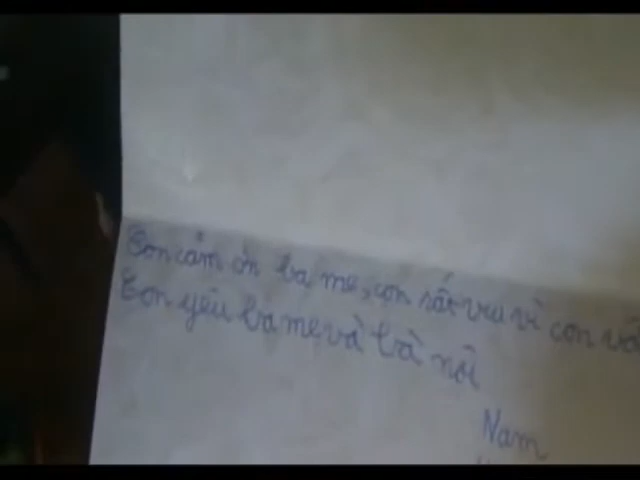 Con cảm ơn ba mẹ, con rất vui vì con
Con yêu ba mẹ và bà nội
Nam